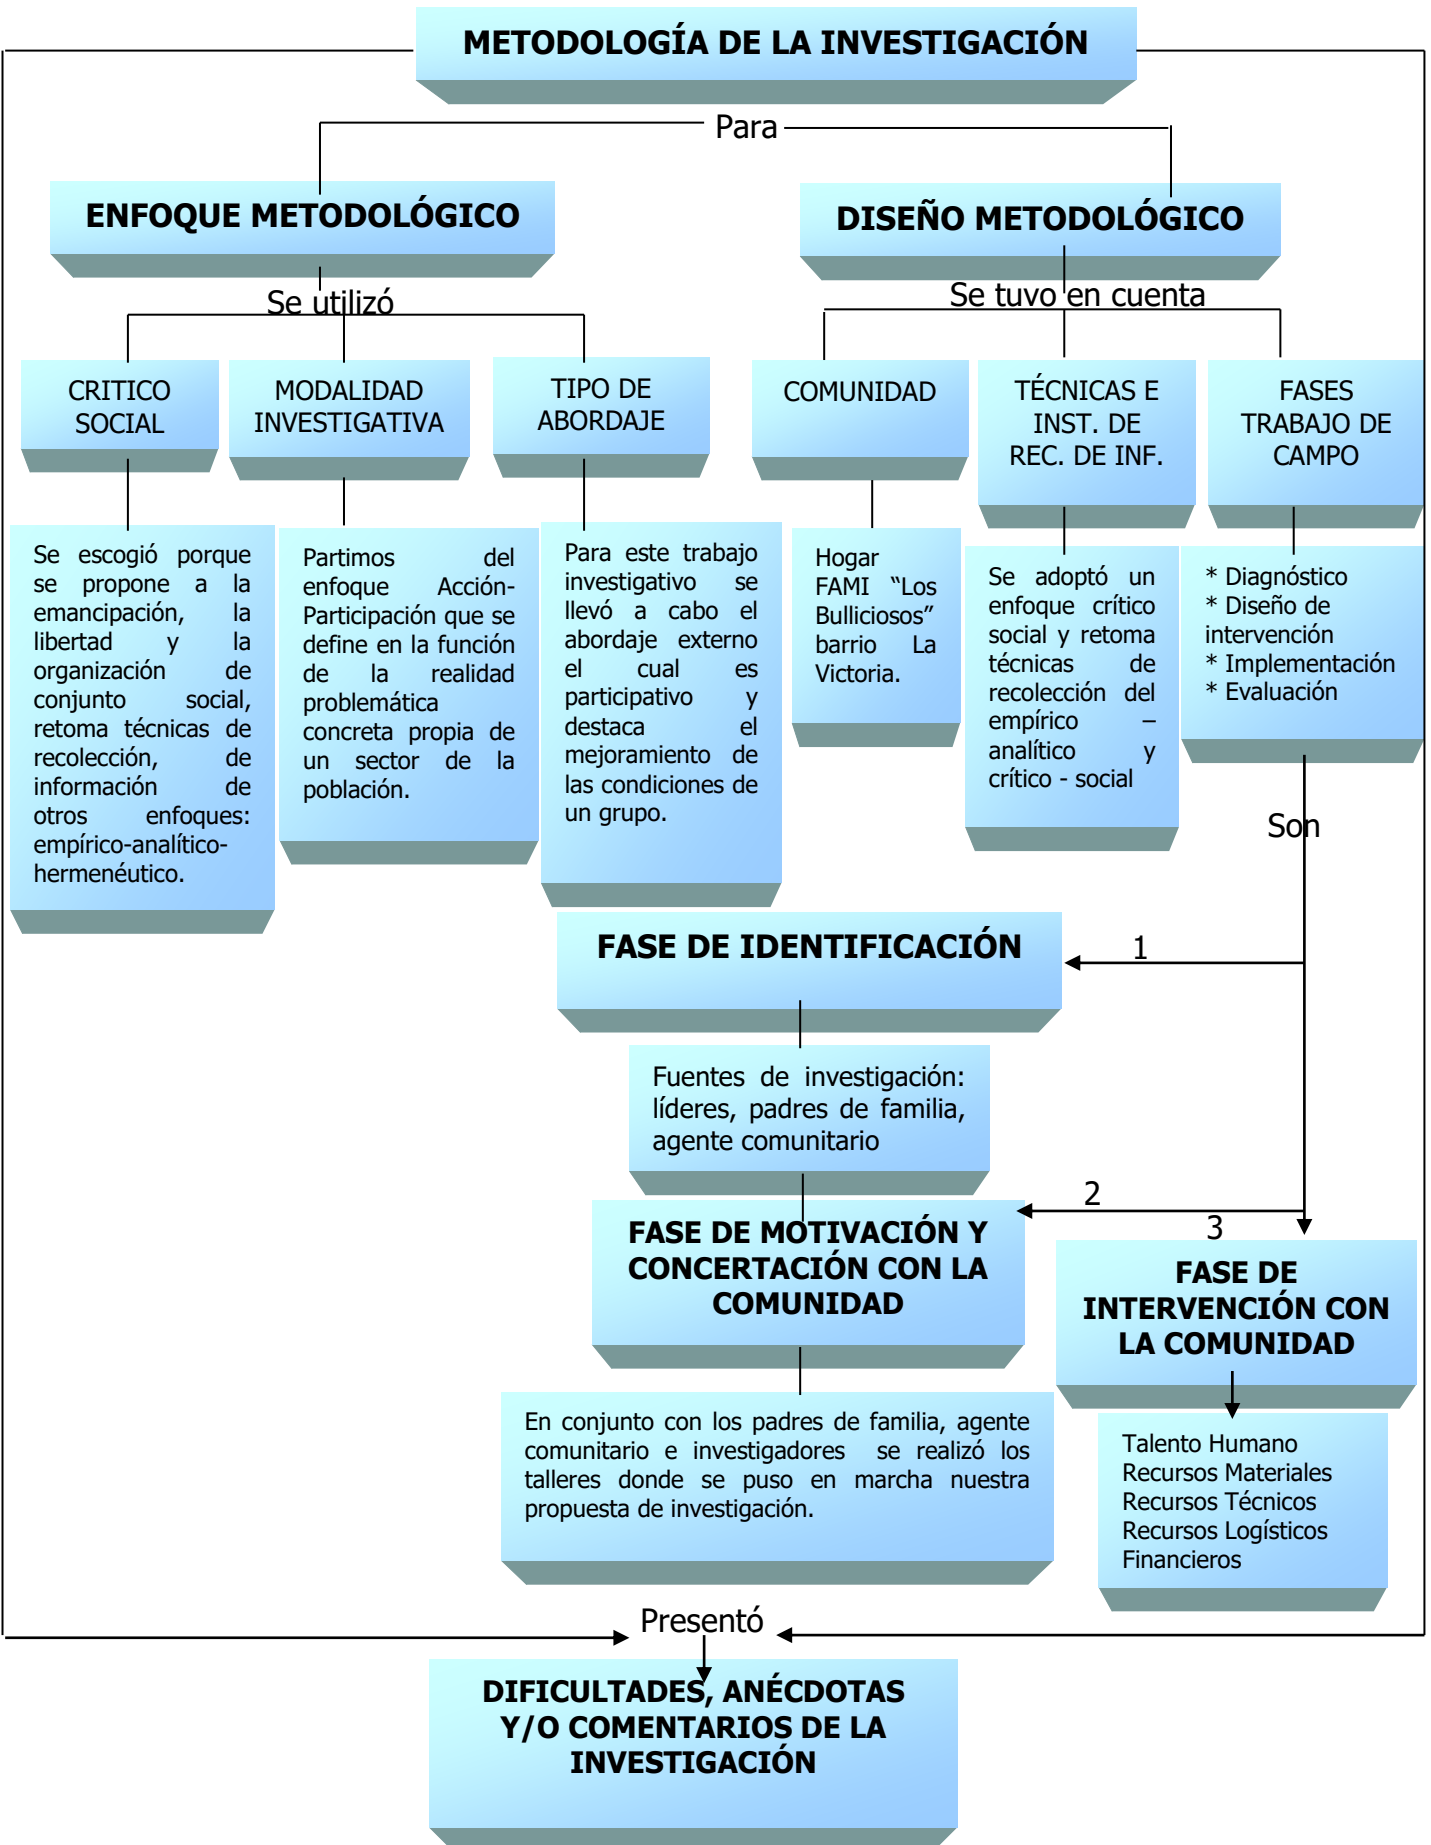 METODOLOGÍA DE LA INVESTIGACIÓN
Para
ENFOQUE METODOLÓGICO
DISEÑO METODOLÓGICO
Se utilizó
Se tuvo en cuenta
CRITICO
SOCIAL
MODALIDAD
INVESTIGATIVA
TIPO DE
ABORDAJE
COMUNIDAD
TÉCNICAS E
INST. DE
REC. DE INF.
FASES
TRABAJO DE
CAMPO
Se escogió porque
se propone a la
emancipación, la
libertad y la
organización de
conjunto social,
retoma técnicas de
recolección, de
información de
otros enfoques:
empírico-analítico-
hermenéutico.
Partimos del
enfoque Acción-
Participación que se
define en la función
de la realidad
problemática
concreta propia de
un sector de la
población.
Para este trabajo
investigativo se
llevó a cabo el
abordaje externo
el cual es
participativo y
destaca el
mejoramiento de
las condiciones de
un grupo.
Hogar
FAMI “Los
Bulliciosos”
barrio La
Victoria.
Se adoptó un
enfoque crítico
social y retoma
técnicas de
recolección del
empírico –
analítico y
crítico - social
* Diagnóstico
* Diseño de
intervención
* Implementación
* Evaluación
Son
FASE DE IDENTIFICACIÓN
1
Fuentes de investigación:
líderes, padres de familia,
agente comunitario
2
3
FASE DE MOTIVACIÓN Y
CONCERTACIÓN CON LA
COMUNIDAD
FASE DE
INTERVENCIÓN CON
LA COMUNIDAD
En conjunto con los padres de familia, agente
comunitario e investigadores se realizó los
talleres donde se puso en marcha nuestra
propuesta de investigación.
Talento Humano
Recursos Materiales
Recursos Técnicos
Recursos Logísticos
Financieros
Presentó
DIFICULTADES, ANÉCDOTAS
Y/O COMENTARIOS DE LA
INVESTIGACIÓN